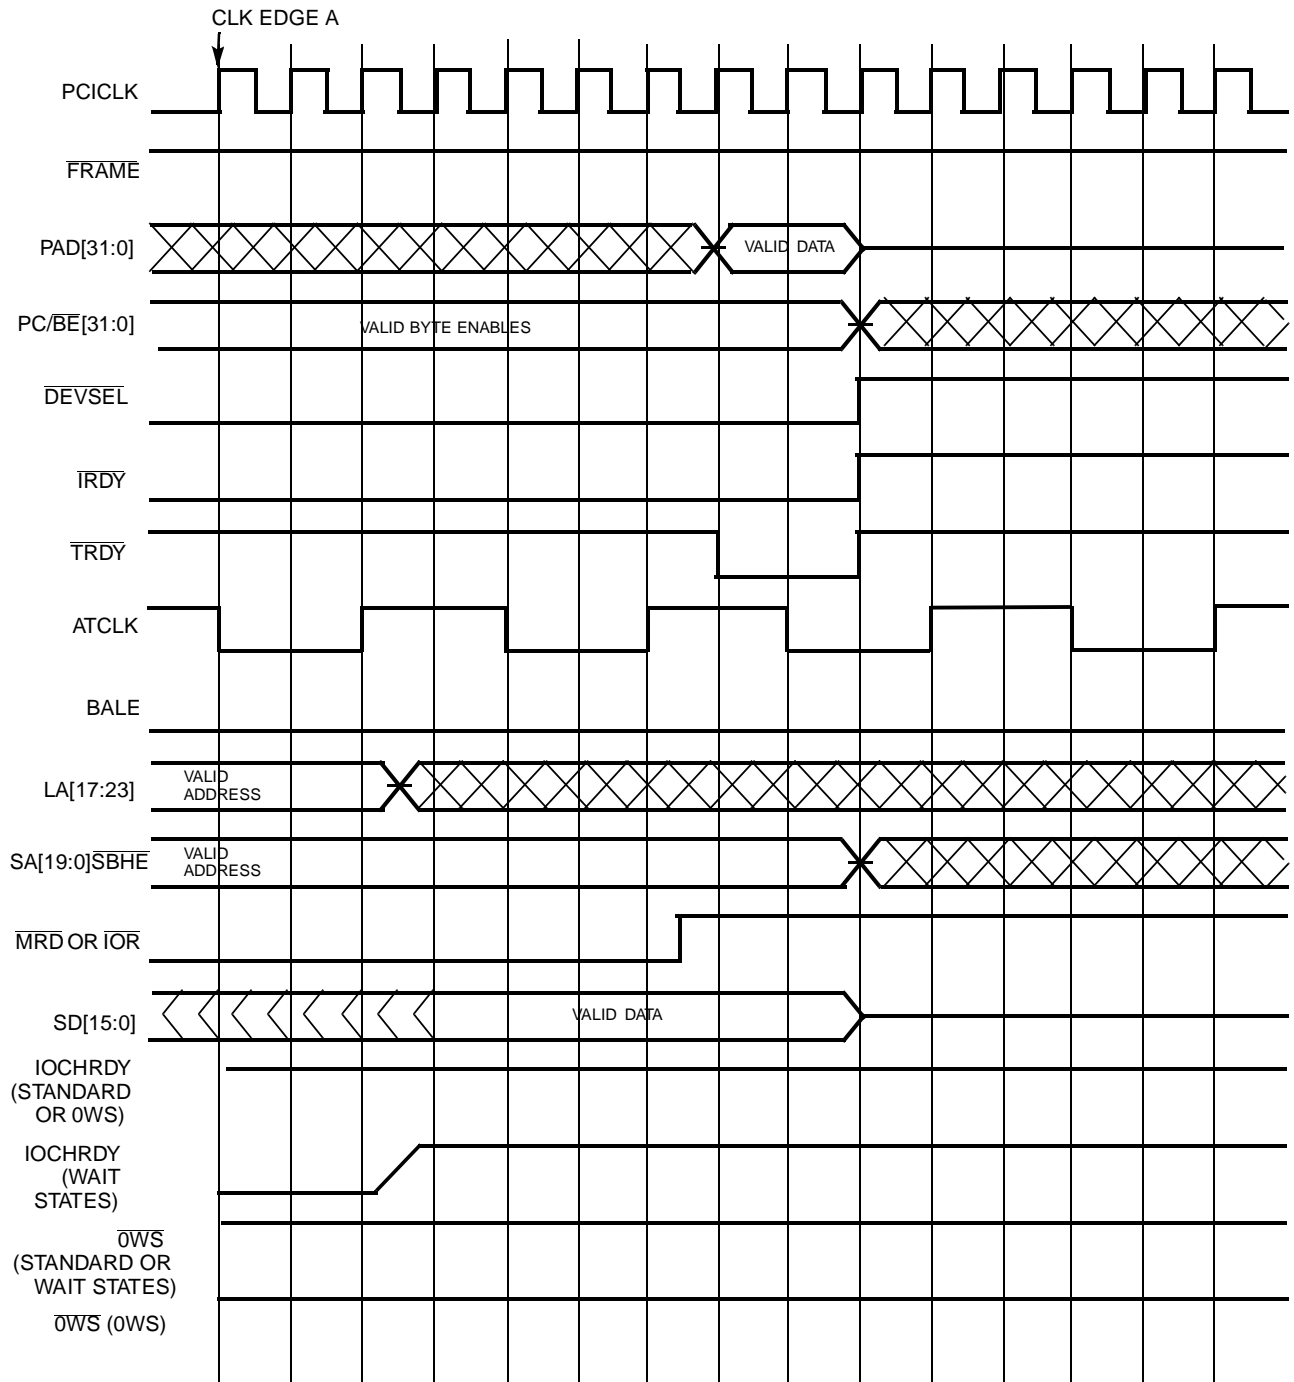 CLK EDGE A
PCICLK
FRAME
PAD[31:0]
VALID DATA
PC/BE[31:0]
VALID BYTE ENABLES
DEVSEL
IRDY
TRDY
ATCLK
BALE
LA[17:23]
VALID
ADDRESS
SA[19:0]SBHE
VALID
ADDRESS
MRD OR IOR
SD[15:0]
VALID DATA
IOCHRDY
(STANDARD
OR 0WS)
IOCHRDY
(WAIT
STATES)
0WS
(STANDARD OR
WAIT STATES)
0WS (0WS)